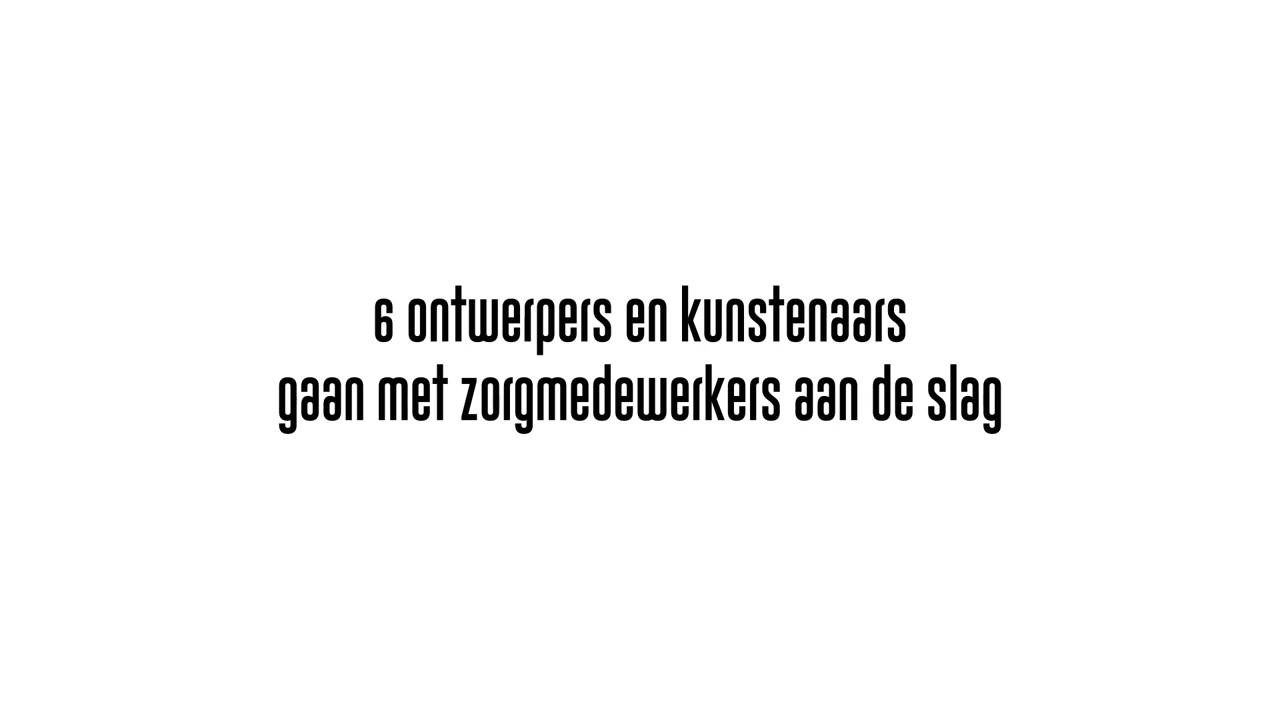 6 ontwerpers en kunstenaars
gaan met zorgmedewerkers aan de slag